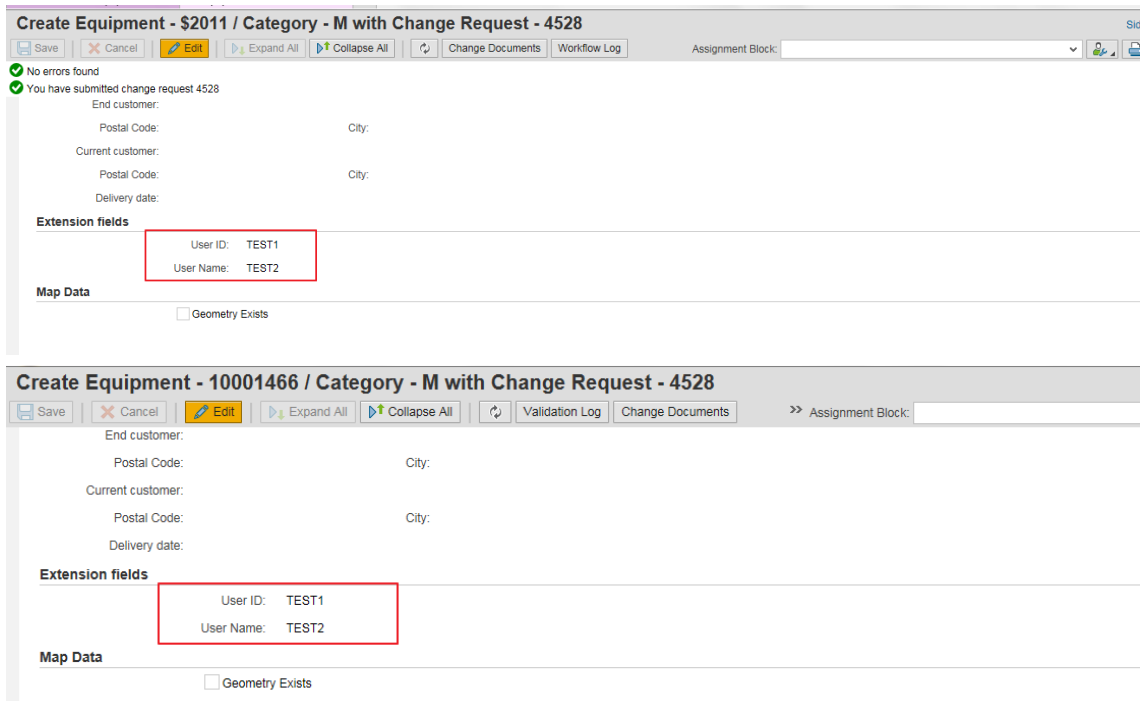 Create Equipment - $2011 / Category - M with Change Request - 4528
Sid
Save Cancel Edit Expand All Collapse All Change Documents Workflow Log Assignment Block:
No errors found
You have submitted change request 4528
End customer:
Postal Code: City:
Current customer:
Postal Code: City:
Delivery date:
Extension fields
User ID: TEST1
User Name: TEST2
Map Data
Geometry Exists
Create Equipment - 10001466 / Category - M with Change Request - 4528
Save Cancel Edit Expand All Collapse All Validation Log Change Documents >> Assignment Block:
End customer:
Postal Code: City:
Current customer:
Postal Code: City:
Delivery date:
Extension fields
User ID: TEST1
User Name: TEST2
Map Data
Geometry Exists